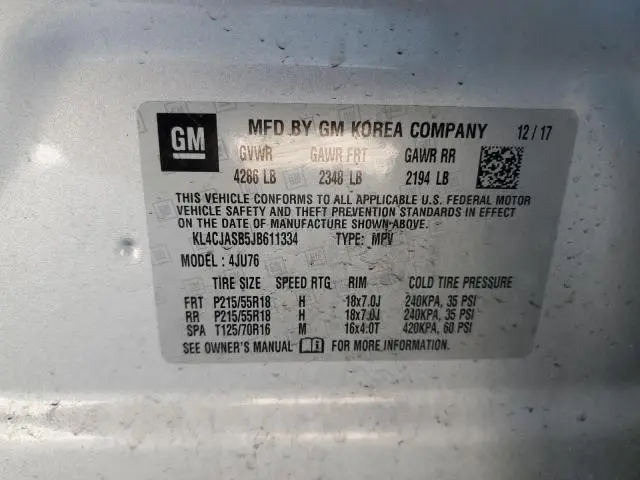 GM MFD BY GM KOREA COMPANY 12/17
GVWR GAWR FRT GAWR RR
4286 LB 2348 LB 2194 LB
THIS VEHICLE CONFORMS TO ALL APPLICABLE U.S. FEDERAL MOTOR
VEHICLE SAFETY AND THEFT PREVENTION STANDARDS IN EFFECT
ON THE DATE OF MANUFACTURE SHOWN ABOVE.
KL4CJASB5JB611334 TYPE: MPV
MODEL: 4JU76
TIRE SIZE SPEED RTG RIM COLD TIRE PRESSURE
FRT P215/55R18 H 18x7.0J 240KPA, 35 PSI
RR P215/55R18 H 18x7.0J 240KPA, 35 PSI
SPA T125/70R16 M 16x4.0T 420KPA, 60 PSI
SEE OWNER'S MANUAL FOR MORE INFORMATION.